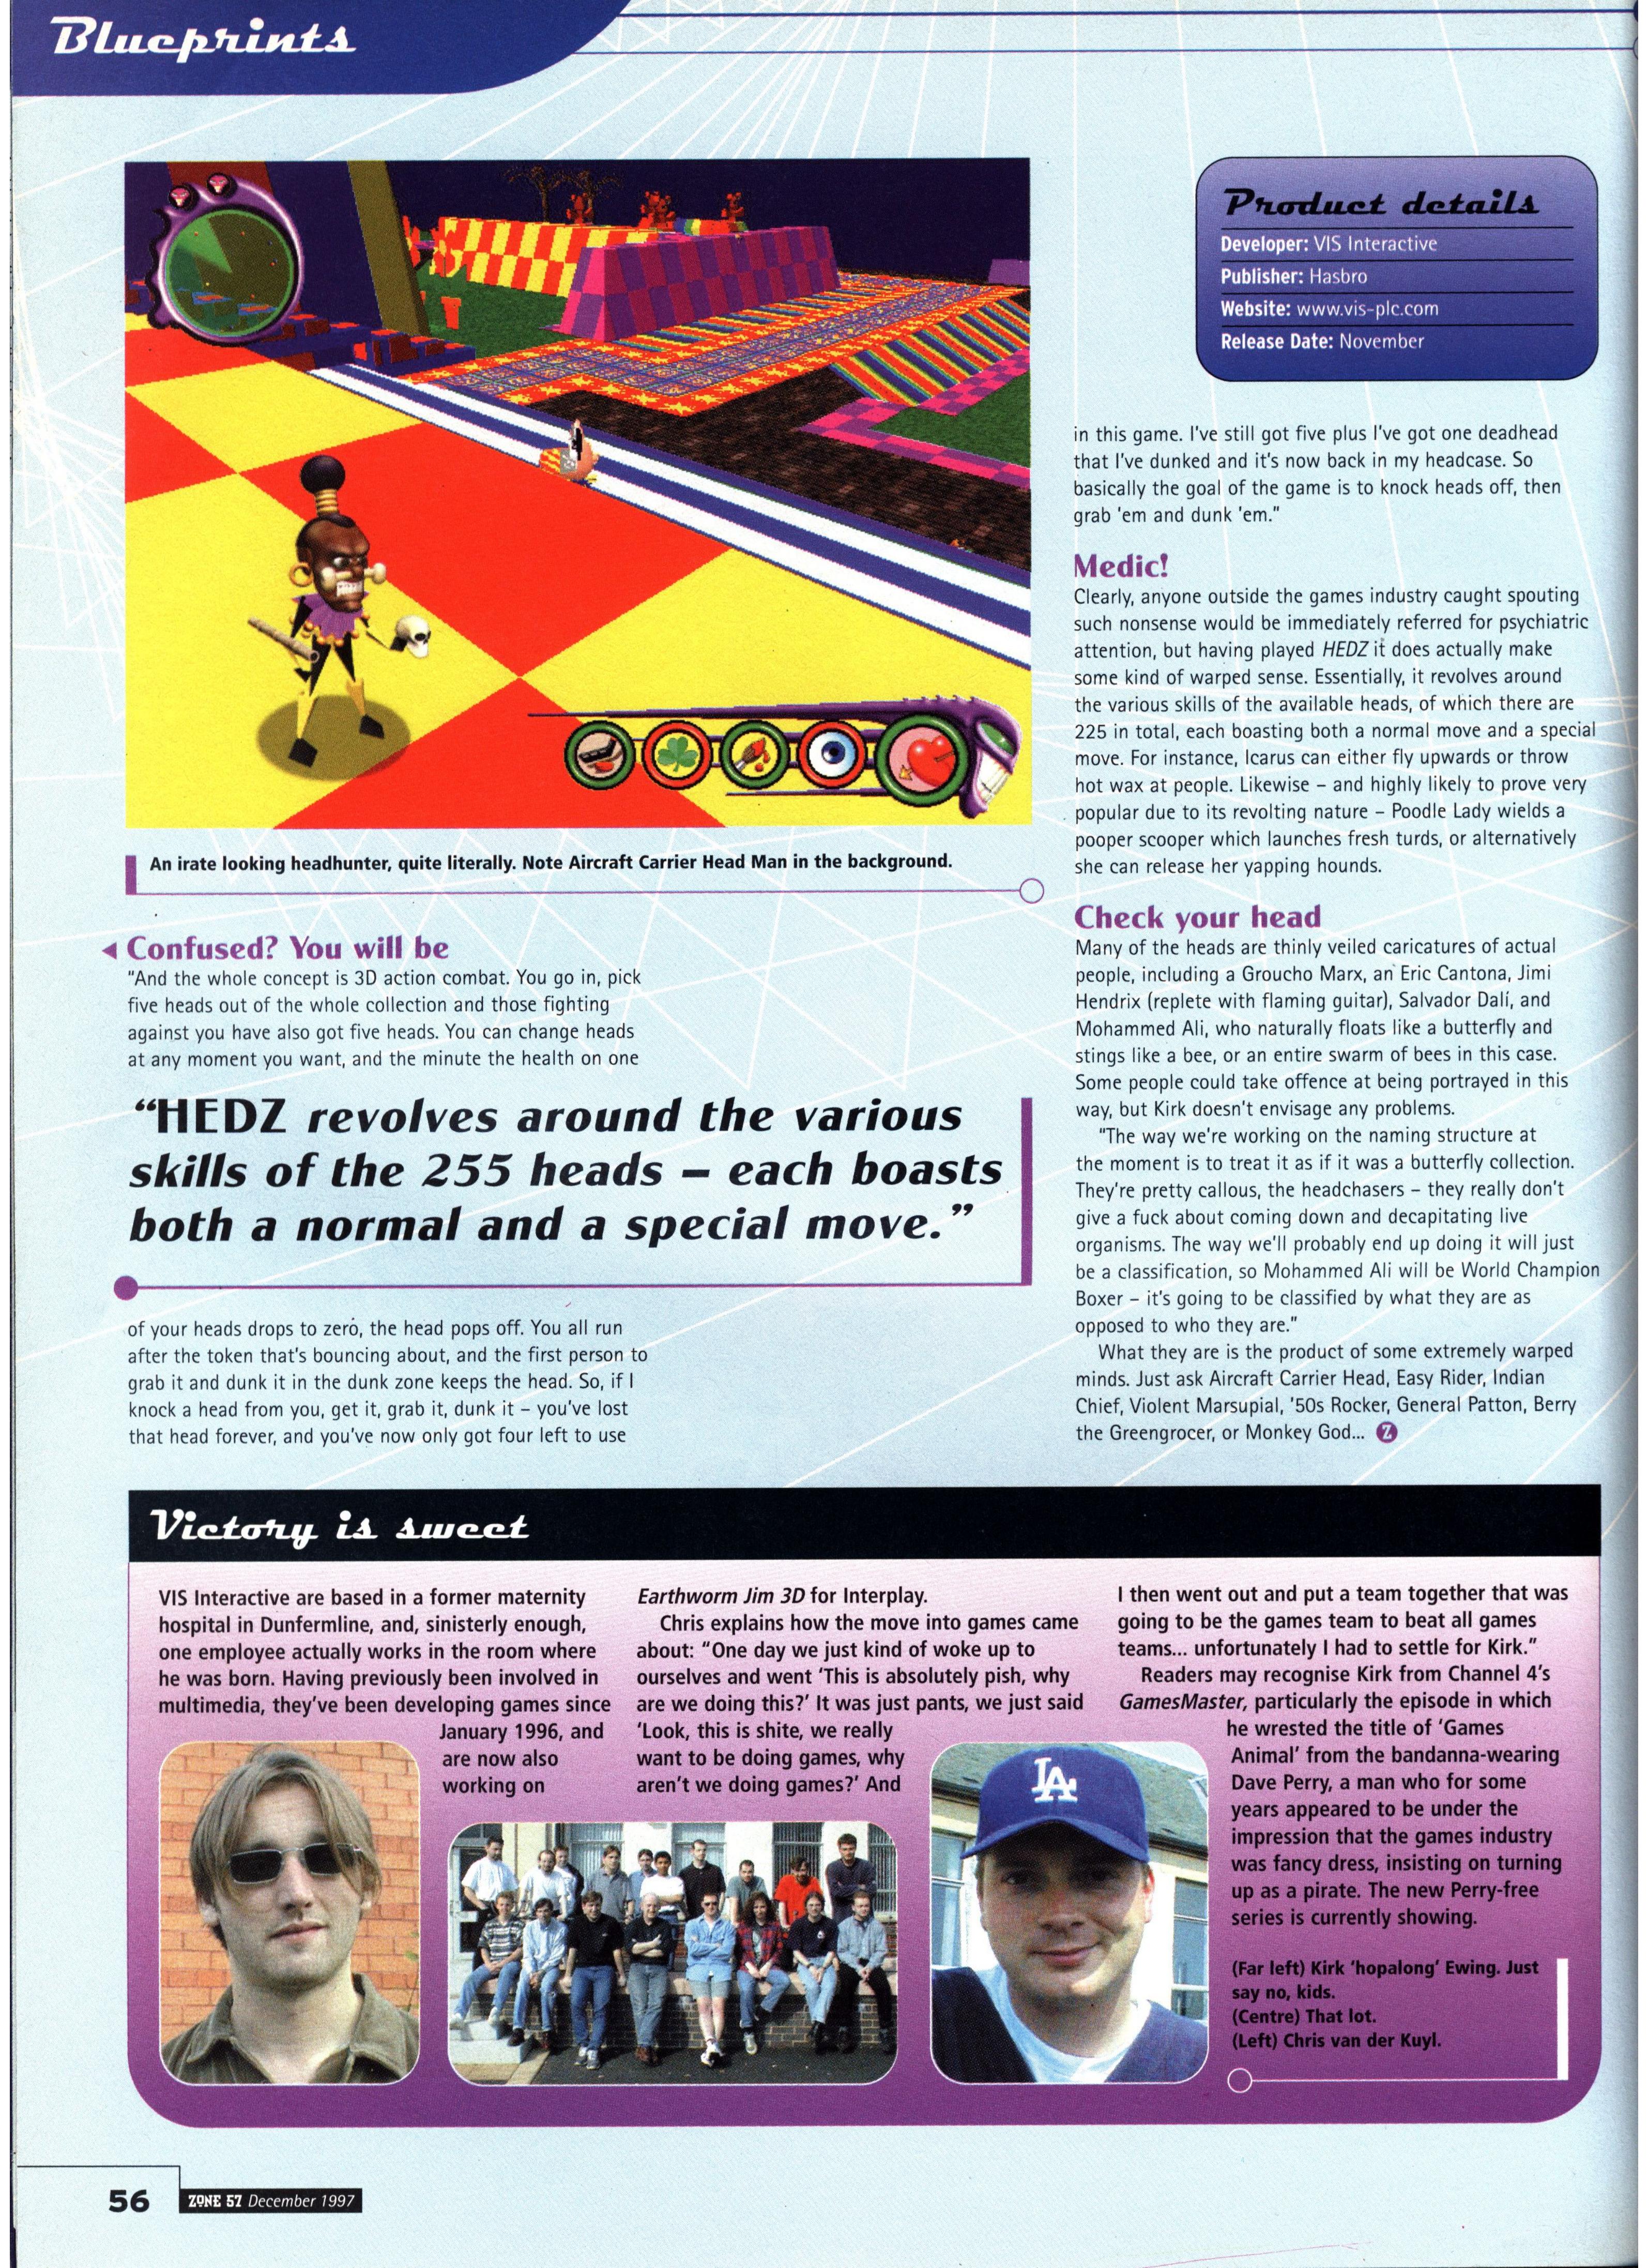 Blueprints
Product details
Developer: VIS Interactive
Publisher: Hasbro
Website: www.vis-plc.com
Release Date: November
An irate looking headhunter, quite literally. Note Aircraft Carrier Head Man in the background.
Confused? You will be
"And the whole concept is 3D action combat. You go in, pick
five heads out of the whole collection and those fighting
against you have also got five heads. You can change heads
at any moment you want, and the minute the health on one
“HEDZ revolves around the various
skills of the 255 heads – each boasts
both a normal and a special move.”
of your heads drops to zero, the head pops off. You all run
after the token that's bouncing about, and the first person to
grab it and dunk it in the dunk zone keeps the head. So, if I
knock a head from you, get it, grab it, dunk it – you've lost
that head forever, and you've now only got four left to use
in this game. I've still got five plus I've got one deadhead
that I've dunked and it's now back in my headcase. So
basically the goal of the game is to knock heads off, then
grab 'em and dunk 'em."
Medic!
Clearly, anyone outside the games industry caught spouting
such nonsense would be immediately referred for psychiatric
attention, but having played HEDZ it does actually make
some kind of warped sense. Essentially, it revolves around
the various skills of the available heads, of which there are
225 in total, each boasting both a normal move and a special
move. For instance, Icarus can either fly upwards or throw
hot wax at people. Likewise – and highly likely to prove very
popular due to its revolting nature – Poodle Lady wields a
pooper scooper which launches fresh turds, or alternatively
she can release her yapping hounds.
Check your head
Many of the heads are thinly veiled caricatures of actual
people, including a Groucho Marx, an Eric Cantona, Jimi
Hendrix (replete with flaming guitar), Salvador Dalí, and
Mohammed Ali, who naturally floats like a butterfly and
stings like a bee, or an entire swarm of bees in this case.
Some people could take offence at being portrayed in this
way, but Kirk doesn't envisage any problems.
"The way we're working on the naming structure at
the moment is to treat it as if it was a butterfly collection.
They're pretty callous, the headchasers – they really don't
give a fuck about coming down and decapitating live
organisms. The way we'll probably end up doing it will just
be a classification, so Mohammed Ali will be World Champion
Boxer – it's going to be classified by what they are as
opposed to who they are."
What they are is the product of some extremely warped
minds. Just ask Aircraft Carrier Head, Easy Rider, Indian
Chief, Violent Marsupial, '50s Rocker, General Patton, Berry
the Greengrocer, or Monkey God... Z
Victory is sweet
VIS Interactive are based in a former maternity
hospital in Dunfermline, and, sinisterly enough,
one employee actually works in the room where
he was born. Having previously been involved in
multimedia, they've been developing games since
January 1996, and
are now also
working on
Earthworm Jim 3D for Interplay.
Chris explains how the move into games came
about: "One day we just kind of woke up to
ourselves and went 'This is absolutely pish, why
are we doing this?' It was just pants, we just said
'Look, this is shite, we really
want to be doing games, why
aren't we doing games?' And
I then went out and put a team together that was
going to be the games team to beat all games
teams... unfortunately I had to settle for Kirk."
Readers may recognise Kirk from Channel 4's
GamesMaster, particularly the episode in which
he wrested the title of 'Games
Animal' from the bandanna-wearing
Dave Perry, a man who for some
years appeared to be under the
impression that the games industry
was fancy dress, insisting on turning
up as a pirate. The new Perry-free
series is currently showing.
LA
(Far left) Kirk 'hopalong' Ewing. Just
say no, kids.
(Centre) That lot.
(Left) Chris van der Kuyl.
56
ZONE 57 December 1997